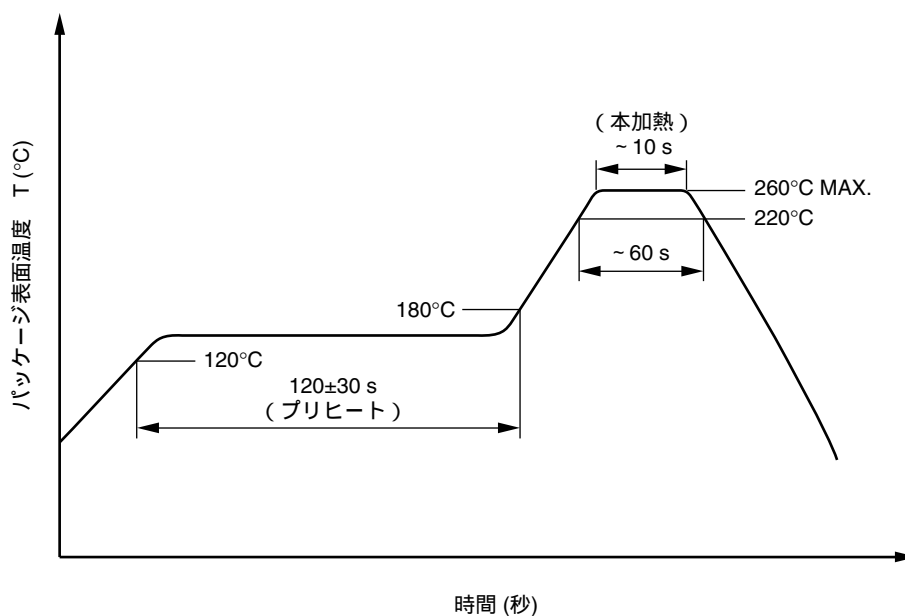 (本加熱)
~ 10 s
260°C MAX.
220°C
~ 60 s
180°C
120°C
120±30 s
(プリヒート)
パッケージ表面温度 T (°C)
時間 (秒)